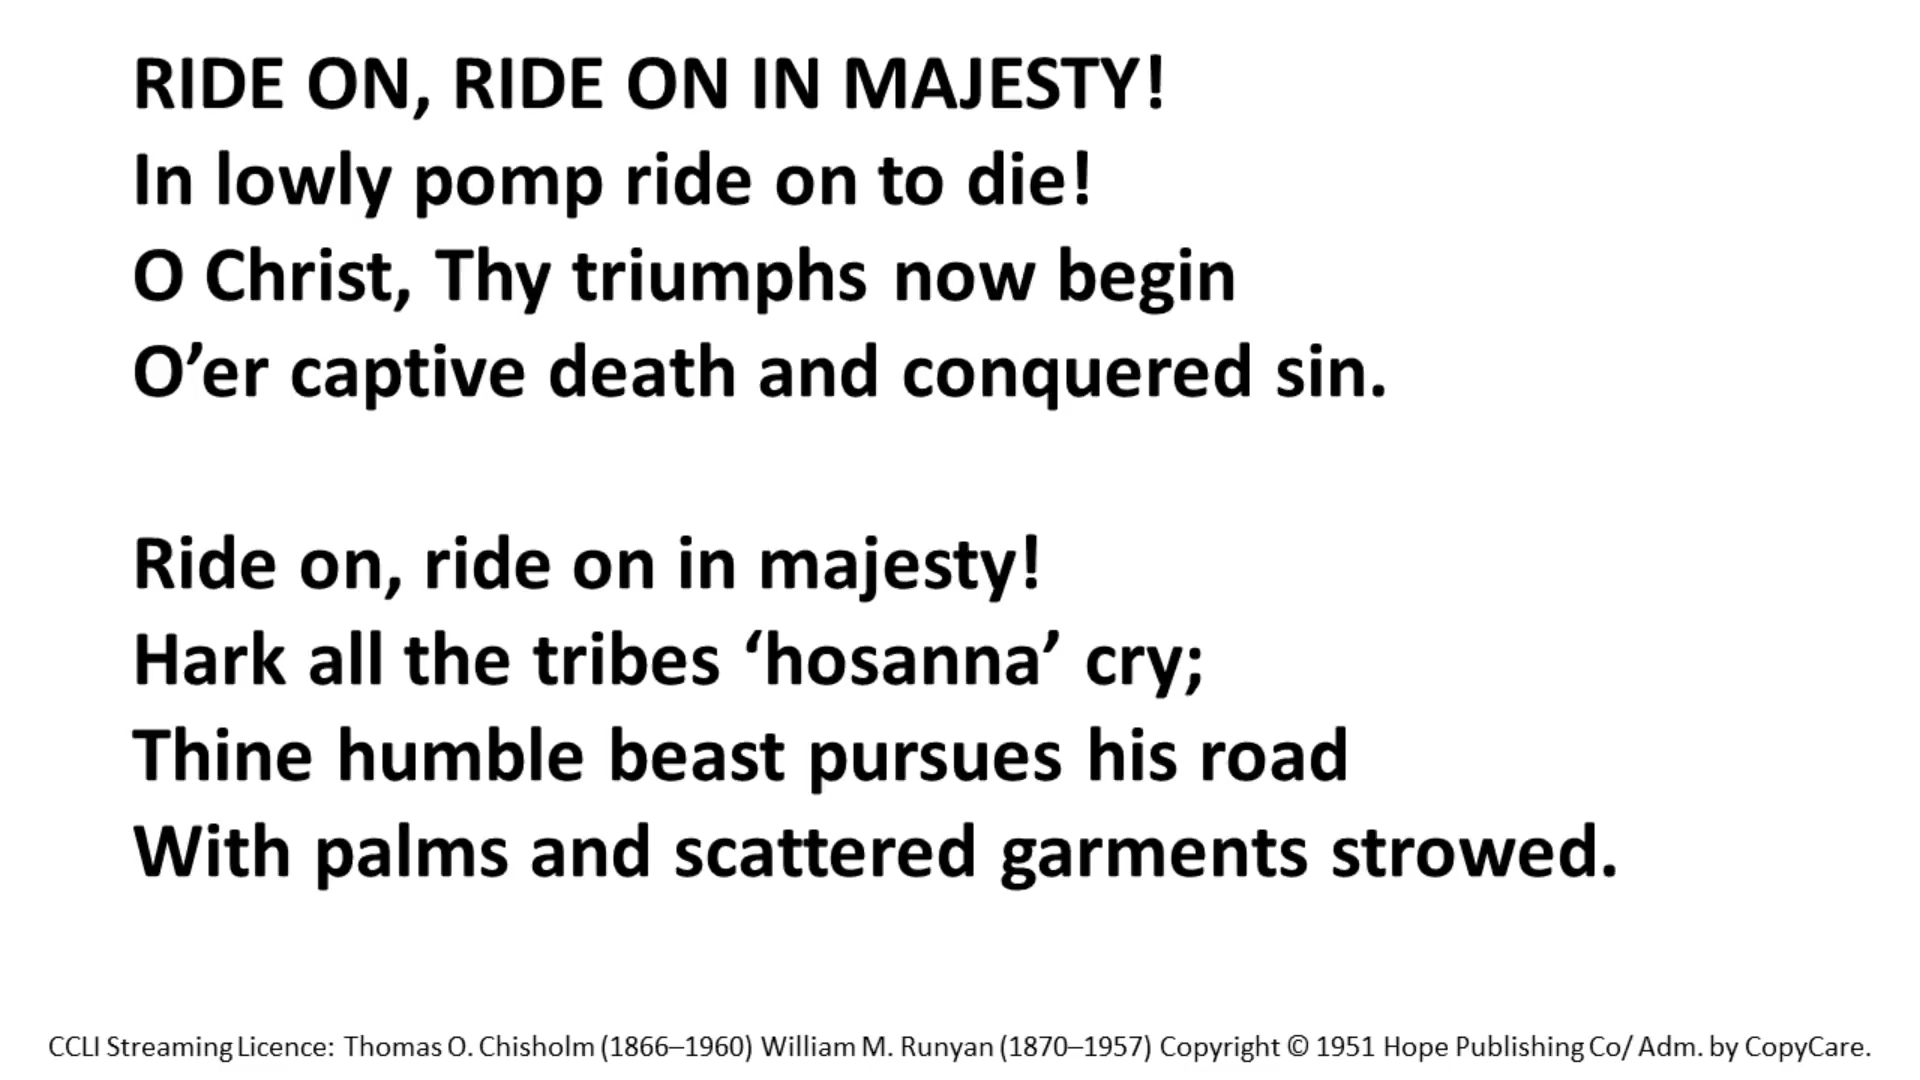 RIDE ON, RIDE ON IN MAJESTY!
In lowly pomp ride on to die!
O Christ, Thy triumphs now begin
O’er captive death and conquered sin.
Ride on, ride on in majesty!
Hark all the tribes ‘hosanna’ cry;
Thine humble beast pursues his road
With palms and scattered garments strowed.
CCLI Streaming Licence: Thomas O. Chisholm (1866–1960) William M. Runyan (1870–1957) Copyright © 1951 Hope Publishing Co/ Adm. by CopyCare.